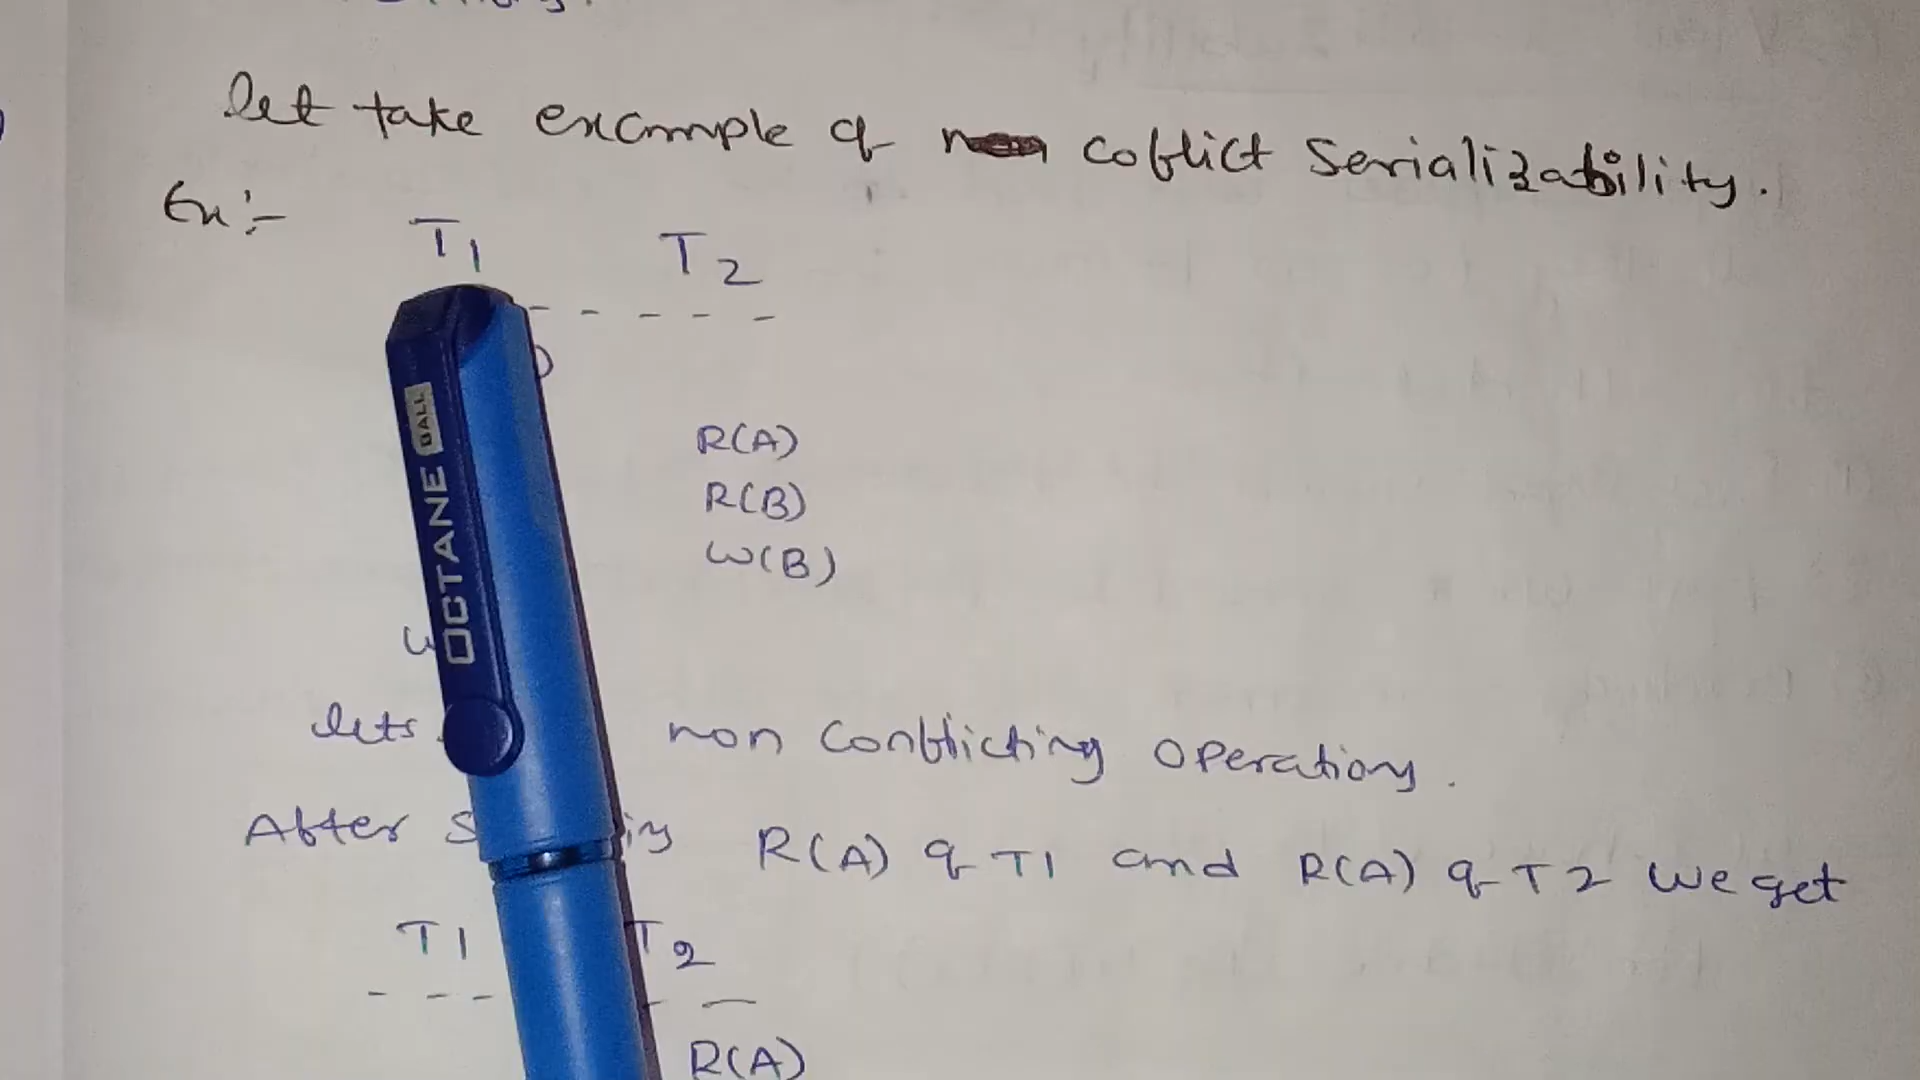 let take example of coflict Serializability.
Ex:-
T1 T2
R(A)
R(B)
W(B)
lets non conflicting operations.
After R(A) of T1 and R(A) of T2 we get
T1 T2
R(A)
OCTANE BALL